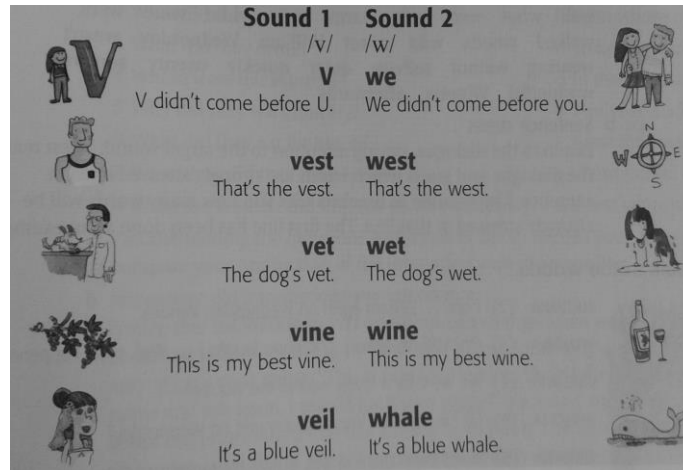 Sound 1 Sound 2
/v/ /w/
V we
V didn't come before U. We didn't come before you.
vest west
That's the vest. That's the west.
vet wet
The dog's vet. The dog's wet.
vine wine
This is my best vine. This is my best wine.
veil whale
It's a blue veil. It's a blue whale.
V
N
W E
S